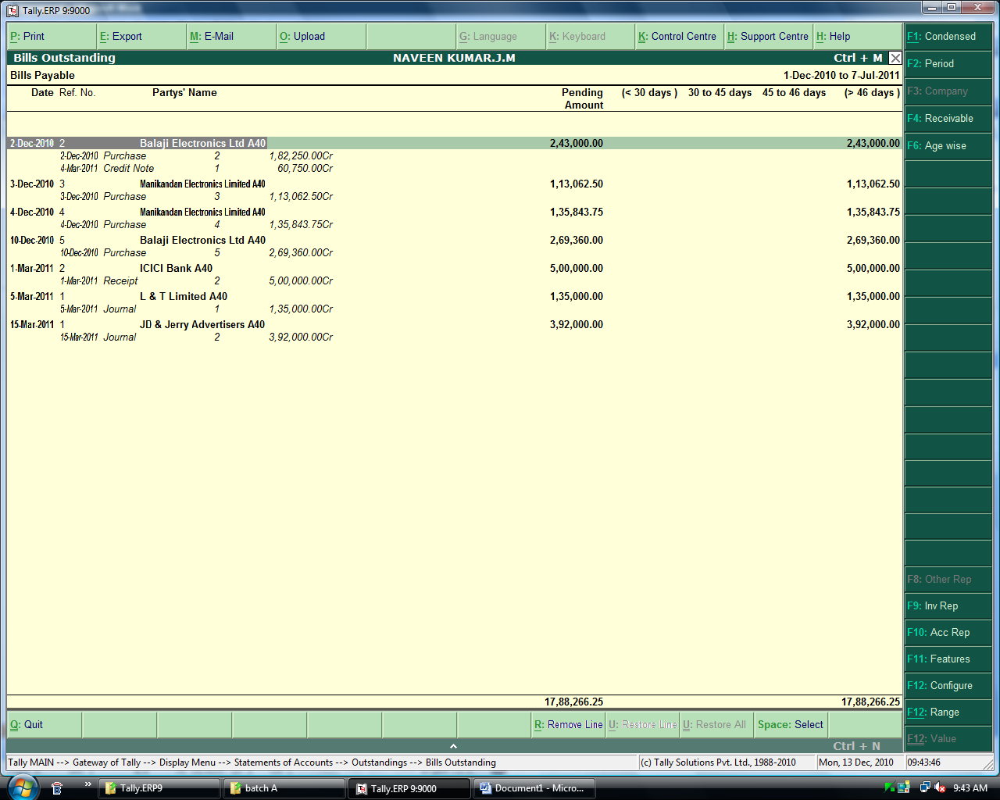 Tally.ERP 9:9000
P: Print E: Export M: E-Mail O: Upload G: Language K: Keyboard K: Control Centre H: Support Centre H: Help
Bills Outstanding NAVEEN KUMAR.J.M Ctrl + M
Bills Payable 1-Dec-2010 to 7-Jul-2011
Date Ref. No. Partys' Name Pending (< 30 days ) 30 to 45 days 45 to 46 days (> 46 days )
Amount
2-Dec-2010 2 Balaji Electronics Ltd A40 2,43,000.00 2,43,000.00
2-Dec-2010 Purchase 2 1,82,250.00Cr
4-Mar-2011 Credit Note 1 60,750.00Cr
3-Dec-2010 3 Manikandan Electronics Limited A40 1,13,062.50 1,13,062.50
3-Dec-2010 Purchase 3 1,13,062.50Cr
4-Dec-2010 4 Manikandan Electronics Limited A40 1,35,843.75 1,35,843.75
4-Dec-2010 Purchase 4 1,35,843.75Cr
10-Dec-2010 5 Balaji Electronics Ltd A40 2,69,360.00 2,69,360.00
10-Dec-2010 Purchase 5 2,69,360.00Cr
1-Mar-2011 2 ICICI Bank A40 5,00,000.00 5,00,000.00
1-Mar-2011 Receipt 2 5,00,000.00Cr
5-Mar-2011 1 L & T Limited A40 1,35,000.00 1,35,000.00
5-Mar-2011 Journal 1 1,35,000.00Cr
15-Mar-2011 1 JD & Jerry Advertisers A40 3,92,000.00 3,92,000.00
15-Mar-2011 Journal 2 3,92,000.00Cr
17,88,266.25 17,88,266.25
F1: Condensed
F2: Period
F3: Company
F4: Receivable
F6: Age wise
F8: Other Rep
F9: Inv Rep
F10: Acc Rep
F11: Features
F12: Configure
F12: Range
F12: Value
Q: Quit R: Remove Line U: Restore Line U: Restore All Space: Select
Ctrl + N
Tally MAIN --> Gateway of Tally --> Display Menu --> Statements of Accounts --> Outstandings --> Bills Outstanding (c) Tally Solutions Pvt. Ltd., 1988-2010 Mon, 13 Dec, 2010 09:43:46
Tally.ERP9 batch A Tally.ERP 9:9000 Document1 - Micro... 9:43 AM